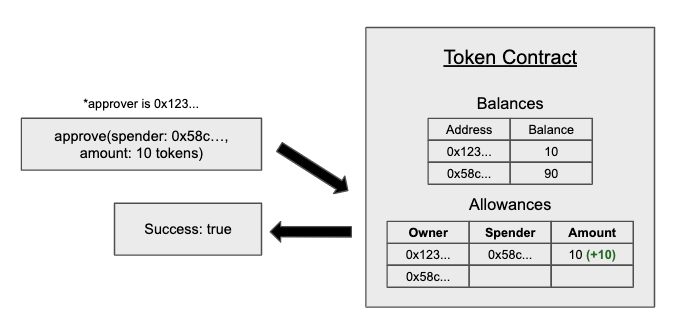 *approver is 0x123...
approve(spender: 0x58c…,
amount: 10 tokens)
Success: true
Token Contract
Balances
Address Balance
0x123... 10
0x58c... 90
Allowances
Owner Spender Amount
0x123... 0x58c... 10 (+10)
0x58c...